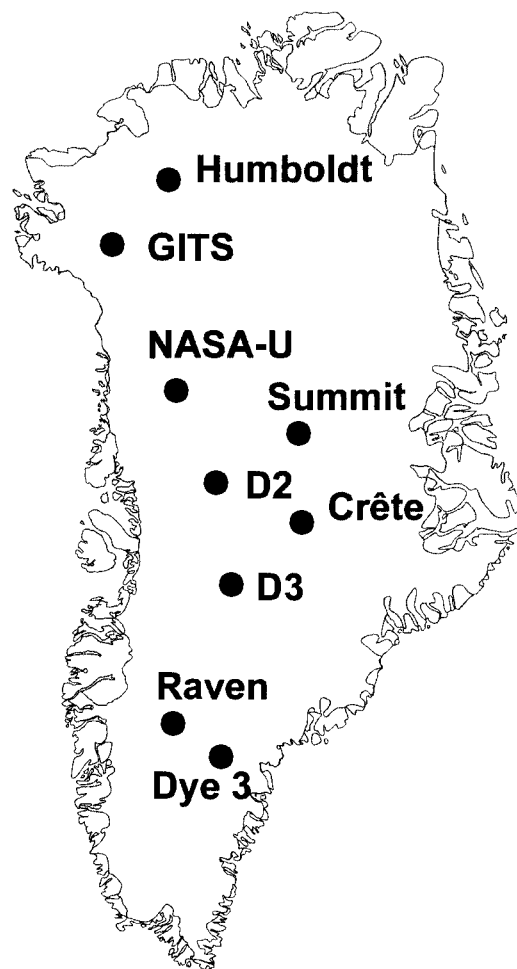 Humboldt
GITS
NASA-U
Summit
D2
Crête
D3
Raven
Dye 3